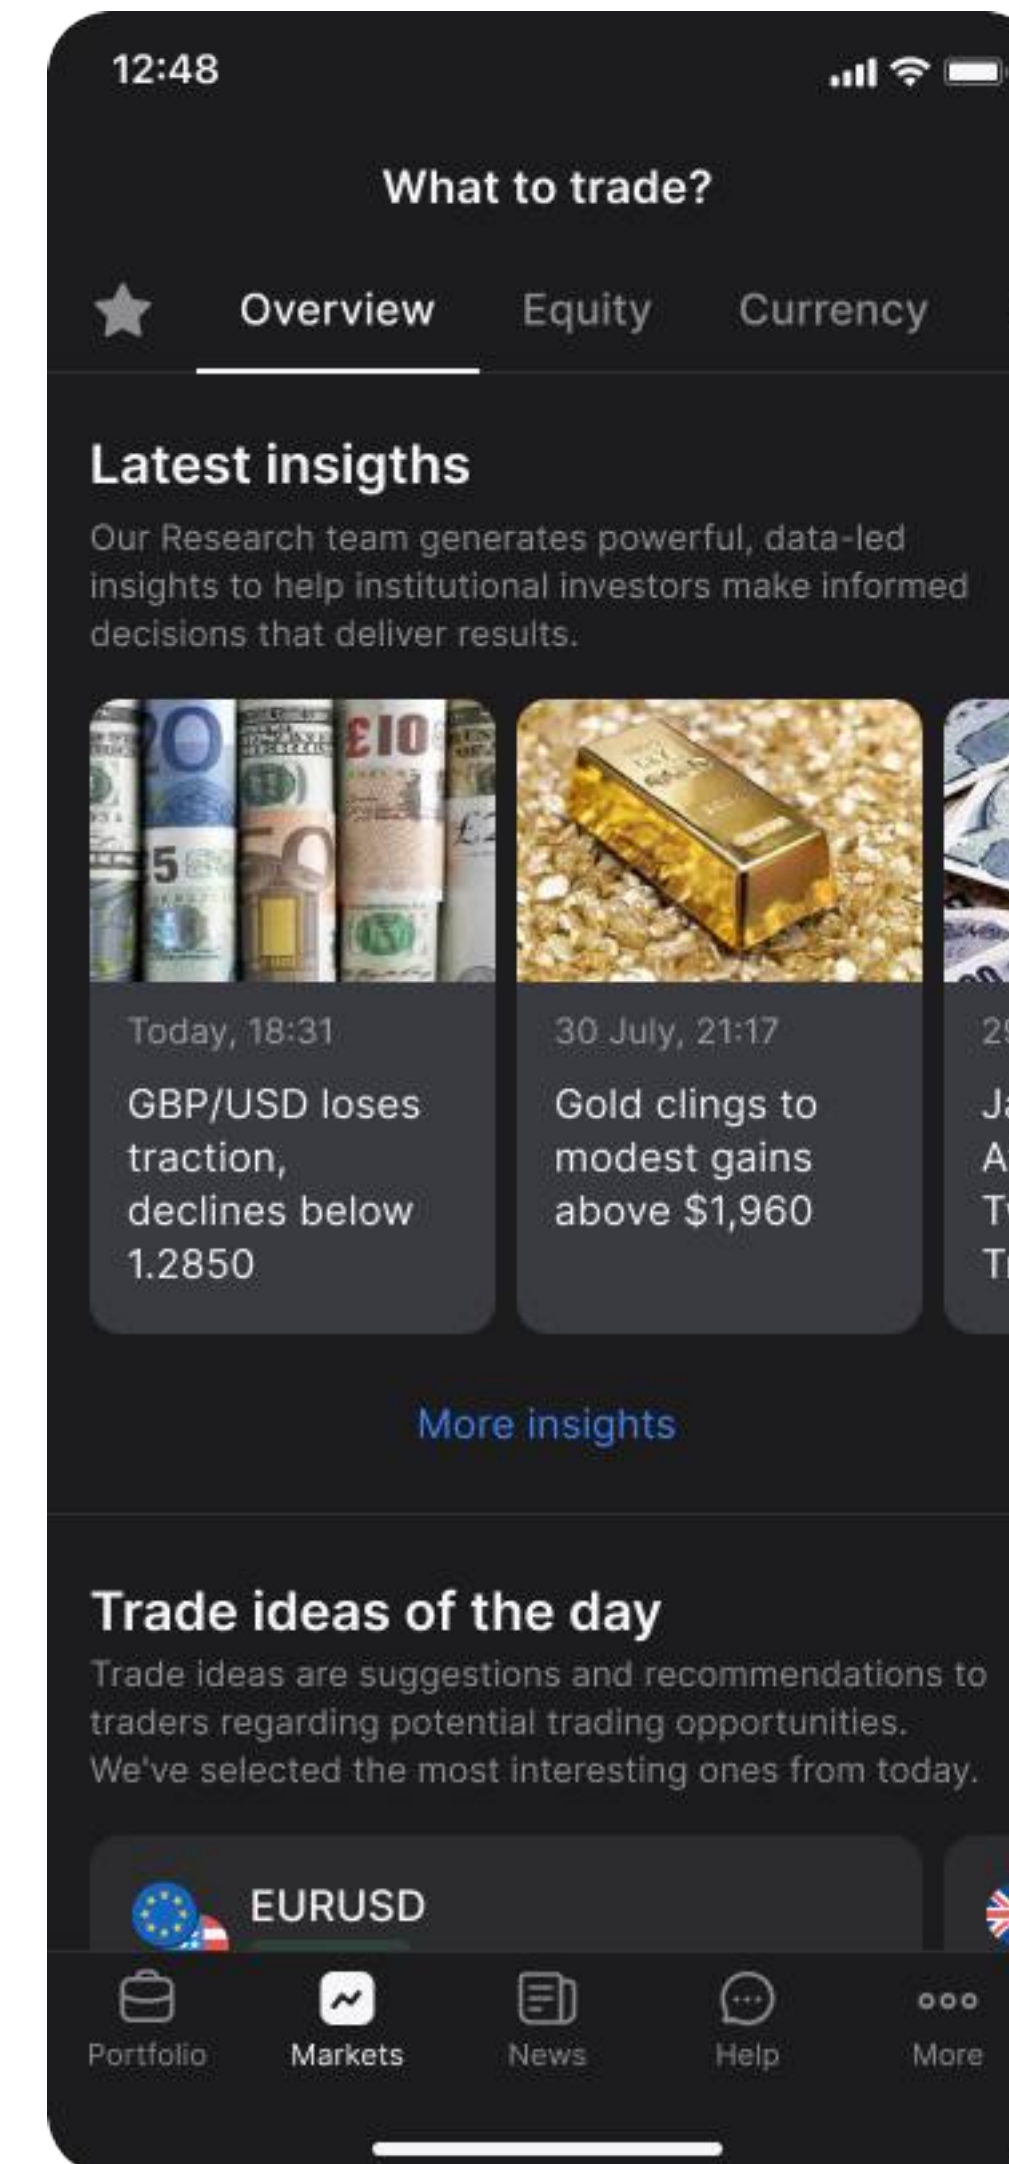 12:48
What to trade?
Overview Equity Currency
Latest insigths
Our Research team generates powerful, data-led
insights to help institutional investors make informed
decisions that deliver results.
20 £10
5 50
Today, 18:31
GBP/USD loses
traction,
declines below
1.2850
30 July, 21:17
Gold clings to
modest gains
above $1,960
More insights
Trade ideas of the day
Trade ideas are suggestions and recommendations to
traders regarding potential trading opportunities.
We've selected the most interesting ones from today.
EURUSD
Portfolio Markets News Help More